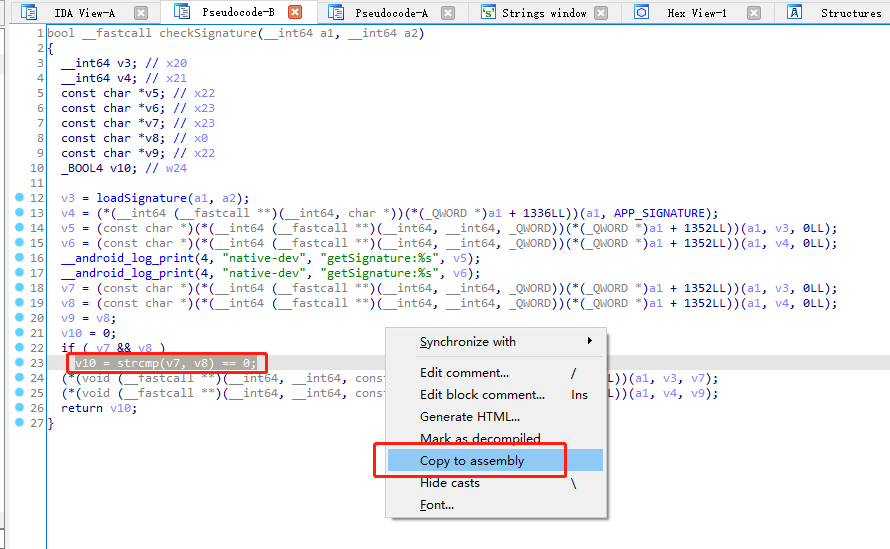 IDA View-A Pseudocode-B Pseudocode-A Strings window Hex View-1 Structures
1 bool __fastcall checkSignature(__int64 a1, __int64 a2)
2 {
3 __int64 v3; // x20
4 __int64 v4; // x21
5 const char *v5; // x22
6 const char *v6; // x23
7 const char *v7; // x23
8 const char *v8; // x0
9 const char *v9; // x22
10 _BOOL4 v10; // w24
11
12 v3 = loadSignature(a1, a2);
13 v4 = (*(__int64 (__fastcall **)(__int64, char *))(*(_QWORD *)a1 + 1336LL))(a1, APP_SIGNATURE);
14 v5 = (const char *)(*(__int64 (__fastcall **)(__int64, __int64, _QWORD))(*(_QWORD *)a1 + 1352LL))(a1, v3, 0LL);
15 v6 = (const char *)(*(__int64 (__fastcall **)(__int64, __int64, _QWORD))(*(_QWORD *)a1 + 1352LL))(a1, v4, 0LL);
16 __android_log_print(4, "native-dev", "getSignature:%s", v5);
17 __android_log_print(4, "native-dev", "getSignature:%s", v6);
18 v7 = (const char *)(*(__int64 (__fastcall **)(__int64, __int64, _QWORD))(*(_QWORD *)a1 + 1352LL))(a1, v3, 0LL);
19 v8 = (const char *)(*(__int64 (__fastcall **)(__int64, __int64, _QWORD))(*(_QWORD *)a1 + 1352LL))(a1, v4, 0LL);
20 v9 = v8;
21 v10 = 0;
22 if ( v7 && v8 )
23 v10 = strcmp(v7, v8) == 0;
24 (*(void (__fastcall **)(__int64, __int64, cons LL))(a1, v3, v7);
25 (*(void (__fastcall **)(__int64, __int64, cons LL))(a1, v4, v9);
26 return v10;
27 }
Synchronize with
Edit comment... /
Edit block comment... Ins
Generate HTML...
Mark as decompiled
Copy to assembly
Hide casts \
Font...